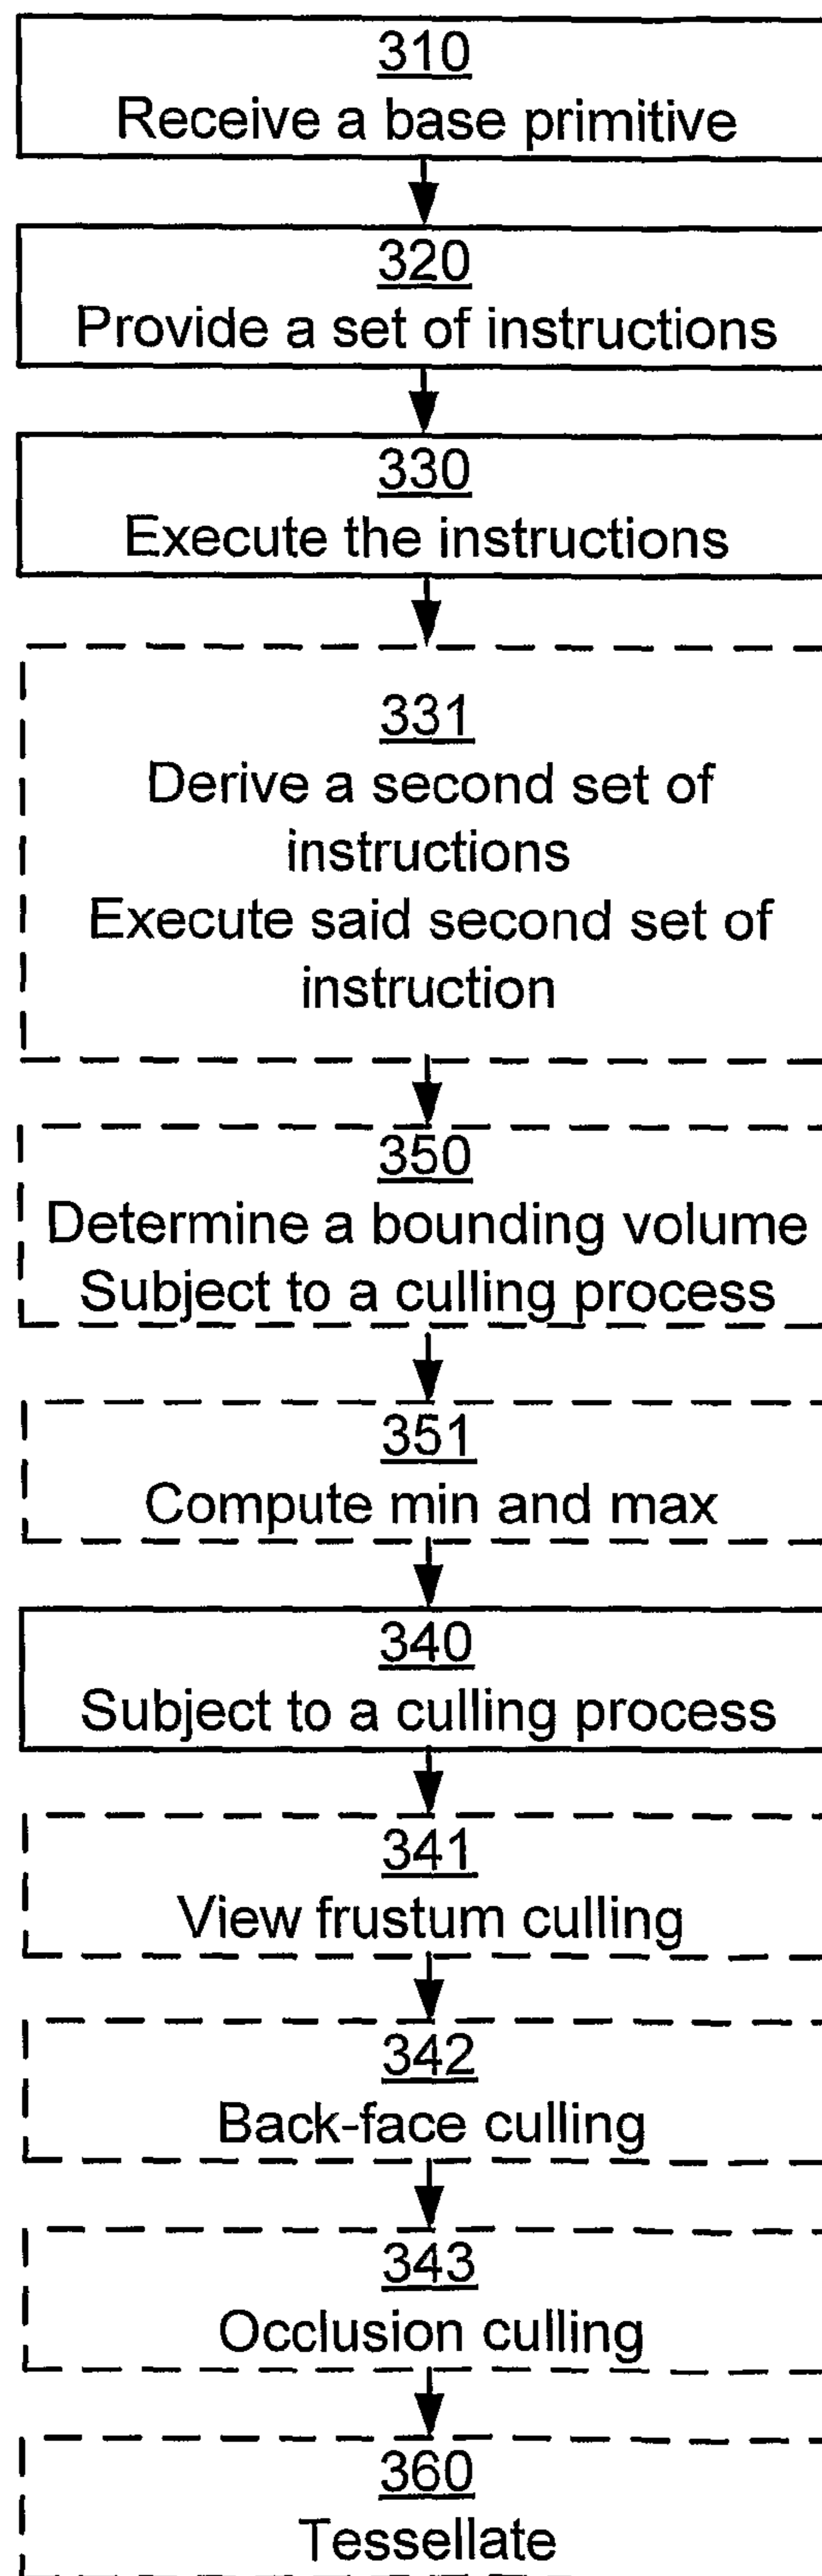 310
Receive a base primitive
320
Provide a set of instructions
330
Execute the instructions
331
Derive a second set of
instructions
Execute said second set of
instruction
350
Determine a bounding volume
Subject to a culling process
351
Compute min and max
340
Subject to a culling process
341
View frustum culling
342
Back-face culling
343
Occlusion culling
360
Tessellate